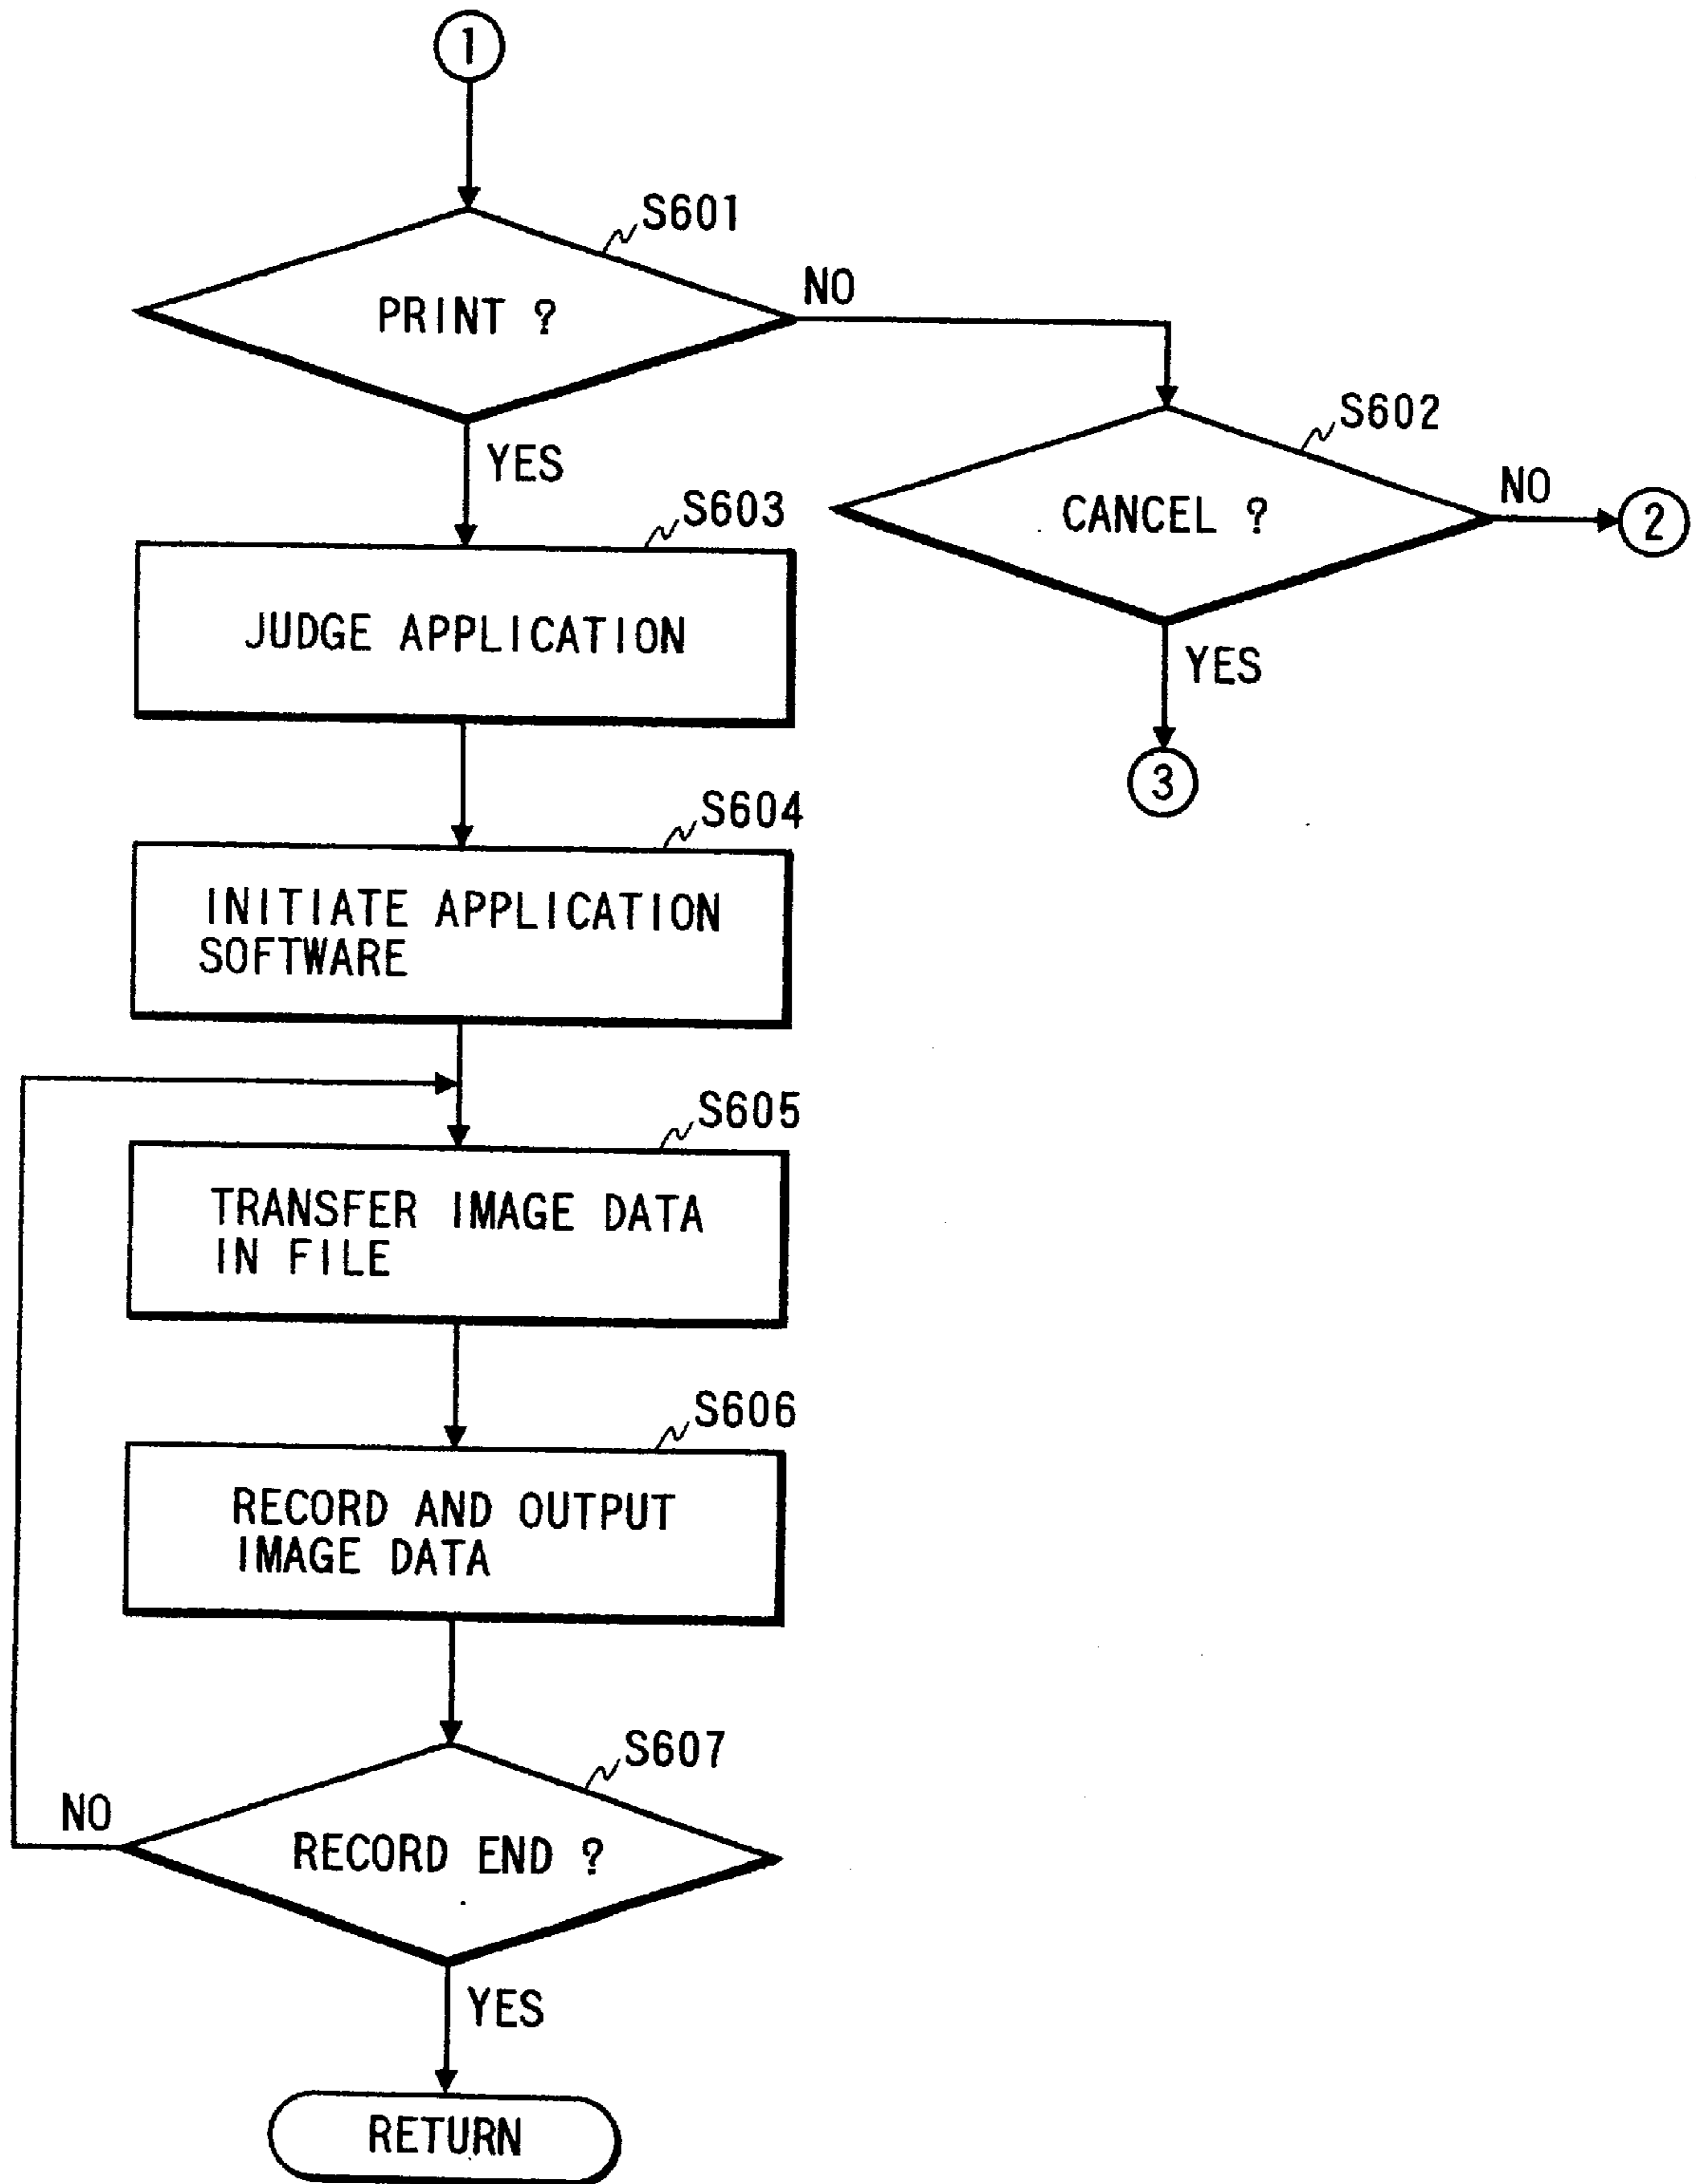 1
S601
PRINT ?
NO
YES
S602
CANCEL ?
NO
2
YES
3
S603
JUDGE APPLICATION
S604
INITIATE APPLICATION
SOFTWARE
S605
TRANSFER IMAGE DATA
IN FILE
S606
RECORD AND OUTPUT
IMAGE DATA
S607
NO
RECORD END ?
YES
RETURN